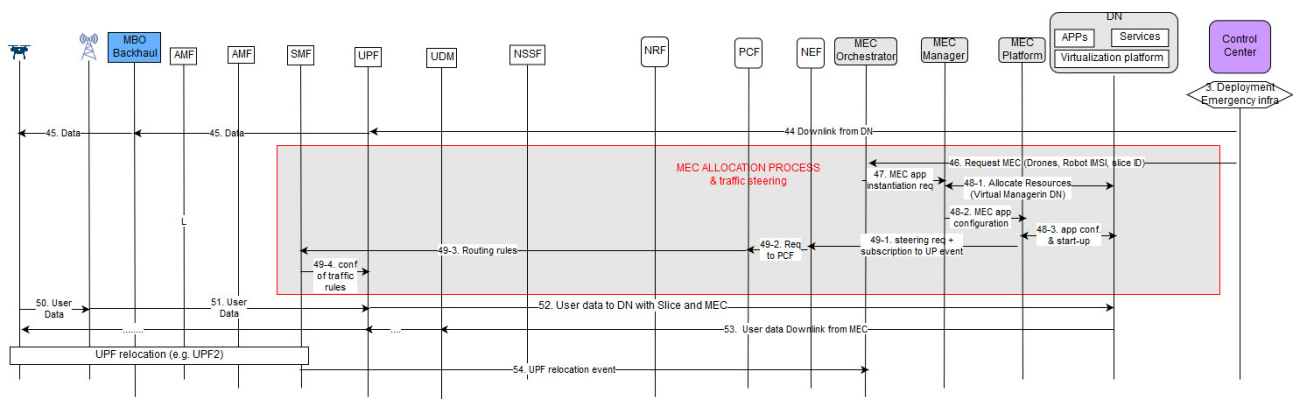 DN
MBO
Backhaul
AMF
AMF
SMF
UPF
UDM
NSSF
NRF
PCF
NEF
MEC
Orchestrator
MEC
Manager
MEC
Platform
APPs
Services
Virtualization platform
Control
Center
3. Deployment
Emergency infra
45. Data
45. Data
44 Downlink from DN
MEC ALLOCATION PROCESS
& traffic steering
46. Request MEC (Drones, Robot IMSI, slice ID)
47. MEC app
instantiation req
48-1. Allocate Resources
(Virtual Managerin DN)
L
48-2. MEC app
configuration
48-3. app conf.
& start-up
49-1. steering req +
subscription to UP event
49-2. Req
to PCF
49-3. Routing rules
49-4. conf
of traffic
rules
50. User
Data
51. User
Data
52. User data to DN with Slice and MEC
........
....
53. User data Downlink from MEC
UPF relocation (e.g. UPF2)
54. UPF relocation event